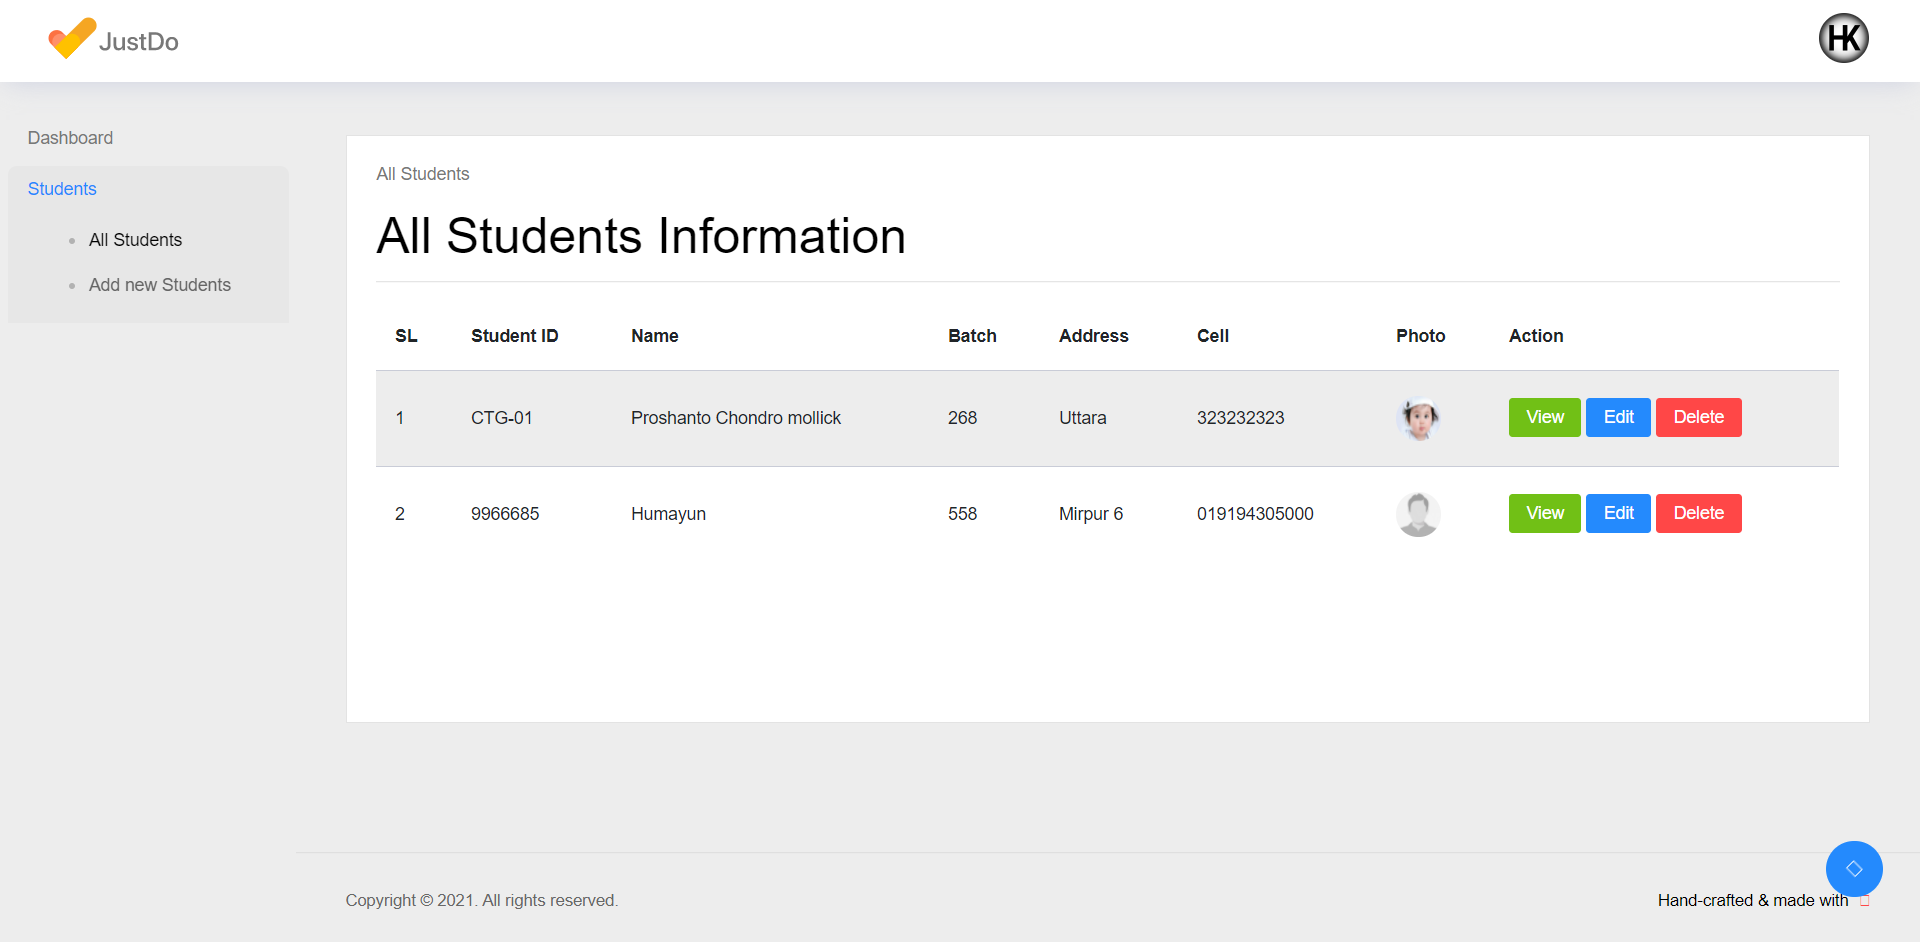 JustDo
HK
Dashboard
Students
All Students
Add new Students
All Students
All Students Information
SL Student ID Name Batch Address Cell Photo Action
1 CTG-01 Proshanto Chondro mollick 268 Uttara 323232323 View Edit Delete
2 9966685 Humayun 558 Mirpur 6 019194305000 View Edit Delete
Copyright © 2021. All rights reserved.
Hand-crafted & made with